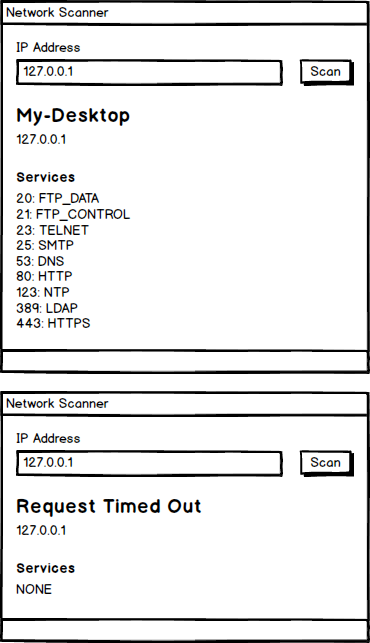 Network Scanner
IP Address
127.0.0.1 Scan
My-Desktop
127.0.0.1
Services
20: FTP_DATA
21: FTP_CONTROL
23: TELNET
25: SMTP
53: DNS
80: HTTP
123: NTP
389: LDAP
443: HTTPS
Network Scanner
IP Address
127.0.0.1 Scan
Request Timed Out
127.0.0.1
Services
NONE